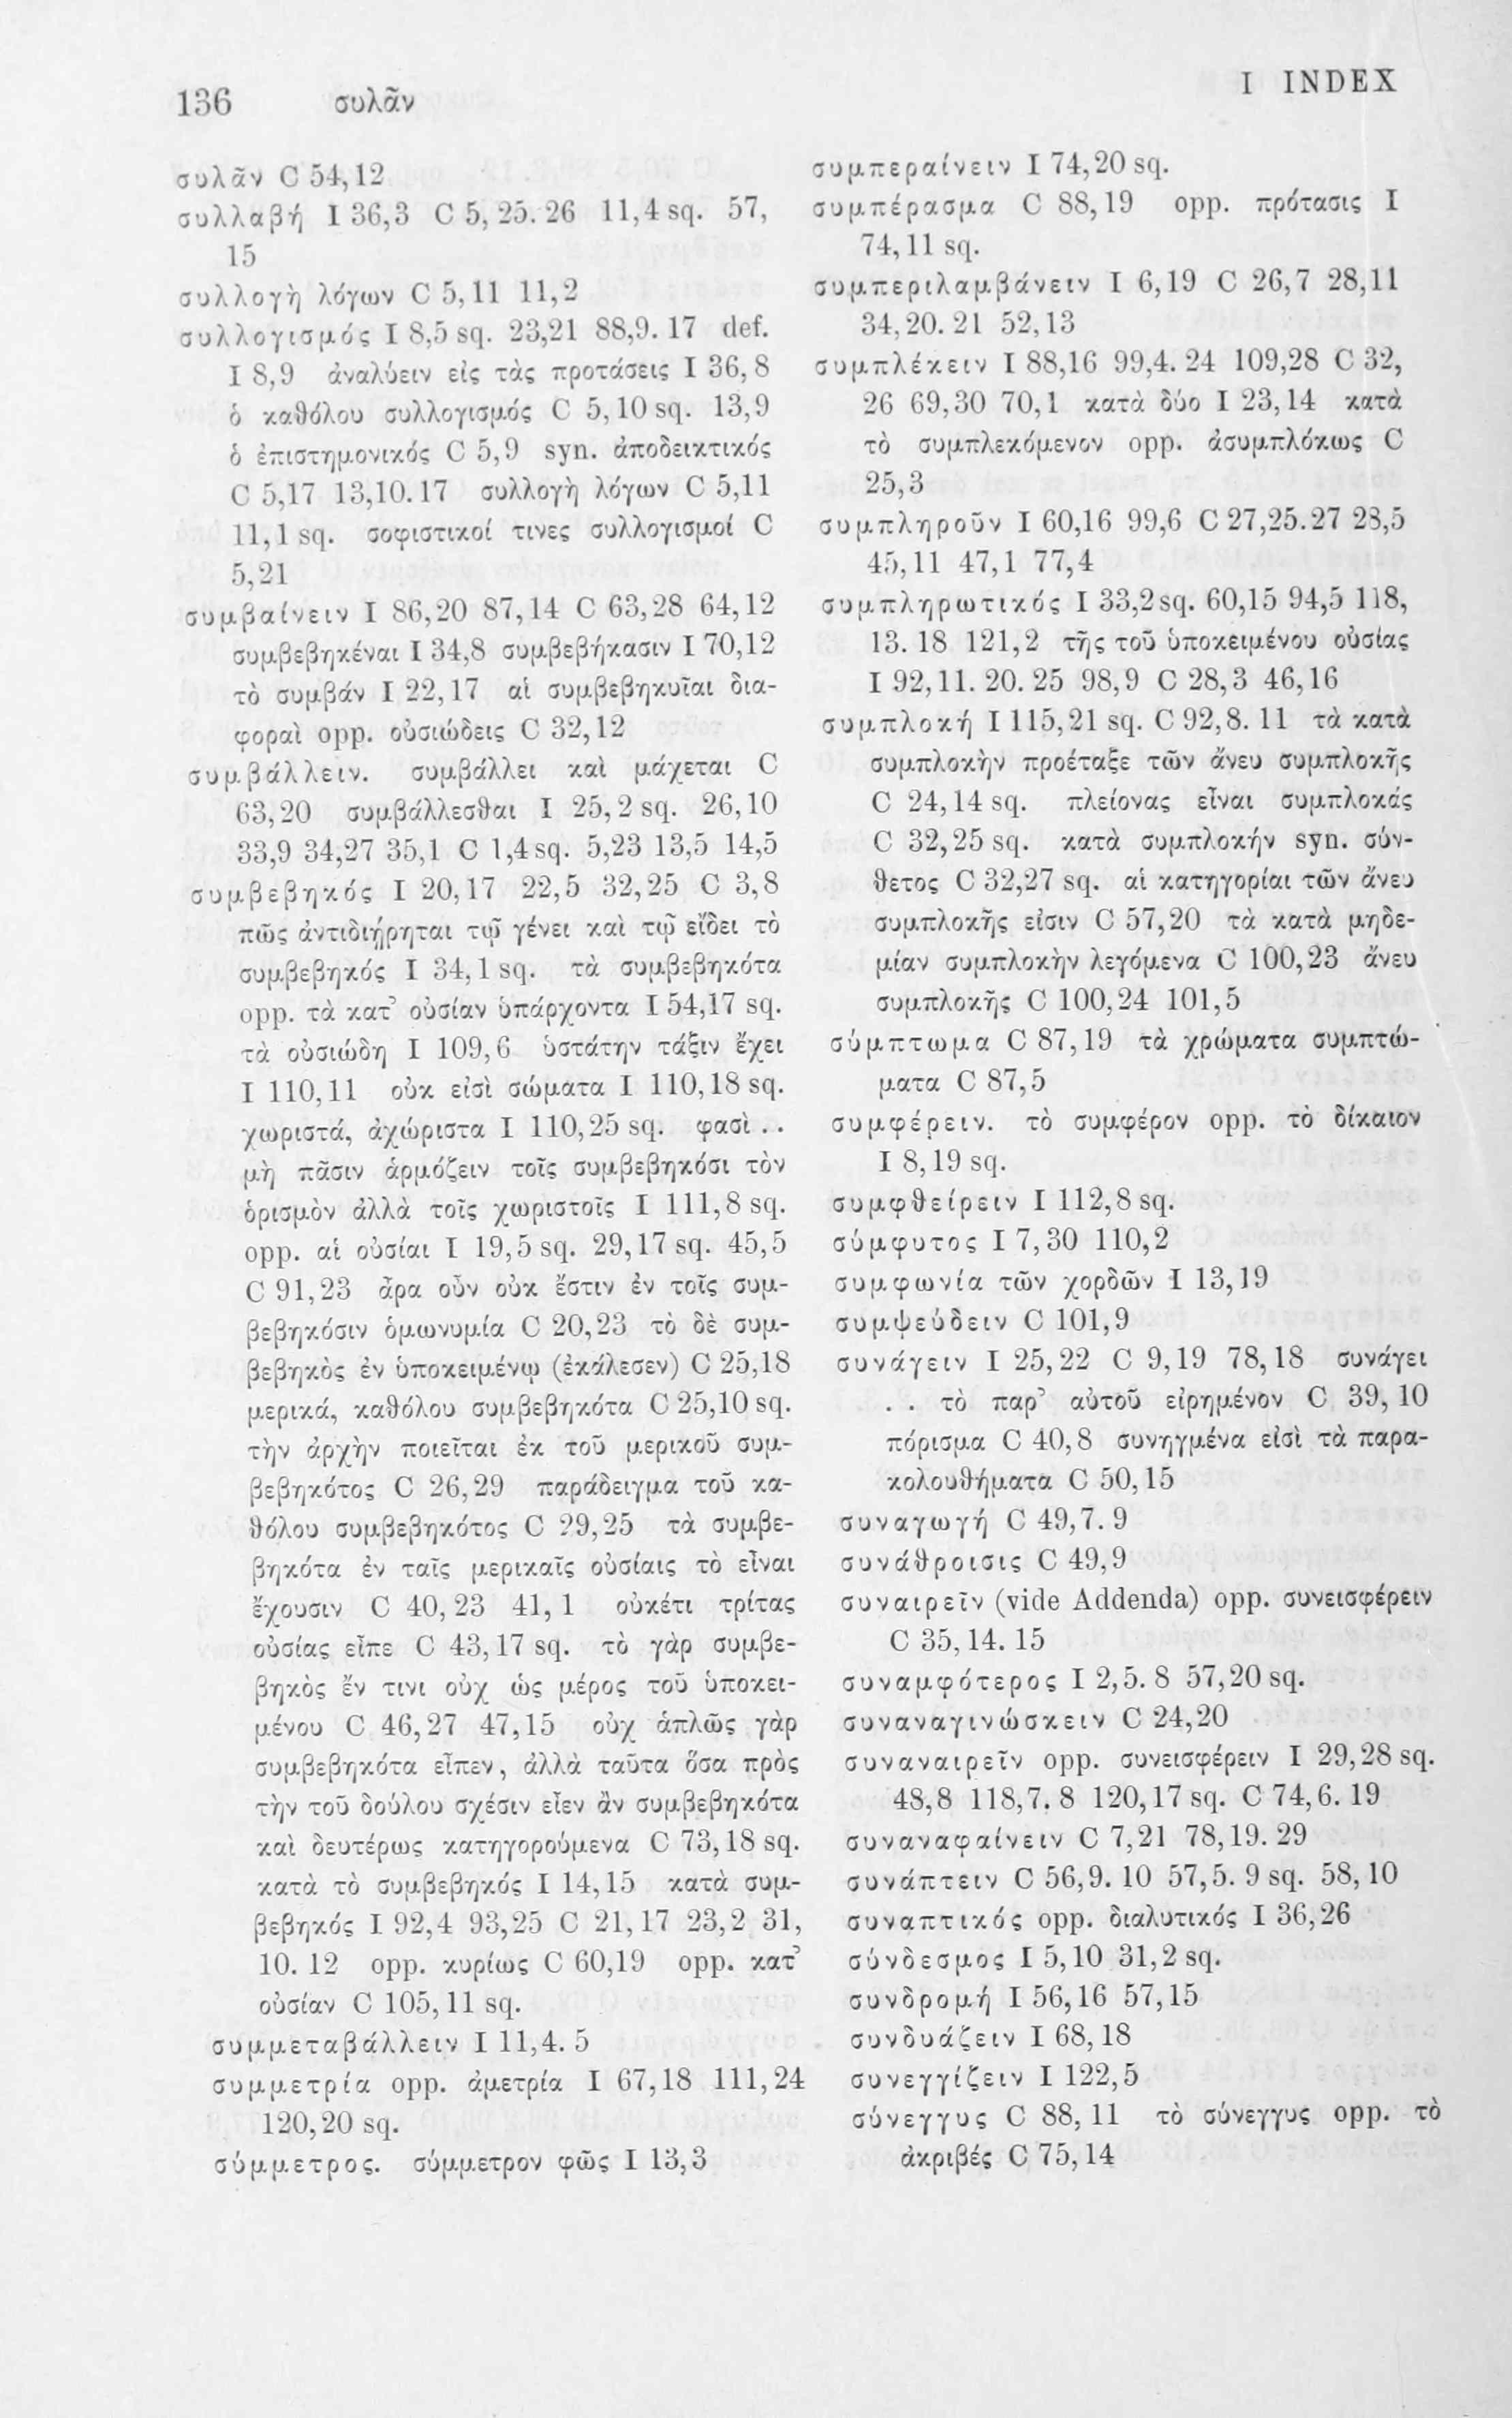 136 συλᾶν
I INDEX
συλᾶν C 54,12
συλλαβή I 36,3 C 5,25. 26 11,4 sq. 57,
15
συλλογὴ λόγων C 5,11 11,2
συλλογισμός I 8,5 sq. 23,21 88,9. 17 def.
I 8,9 ἀναλύειν εἰς τὰς προτάσεις I 36,8
ὁ καθόλου συλλογισμός C 5,10 sq. 13,9
ὁ ἐπιστημονικός C 5,9 syn. ἀποδεικτικός
C 5,17 13,10. 17 συλλογὴ λόγων C 5,11
11,1 sq. σοφιστικοί τινες συλλογισμοί C
5,21
συμβαίνειν I 86,20 87,14 C 63,28 64,12
συμβεβηκέναι I 34,8 συμβεβήκασιν I 70,12
τὸ συμβάν I 22,17 αἱ συμβεβηκυῖαι δια-
φοραὶ opp. οὐσιώδεις C 32,12
συμβάλλειν. συμβάλλει καὶ μάχεται C
63,20 συμβάλλεσθαι I 25,2 sq. 26,10
33,9 34,27 35,1 C 1,4 sq. 5,23 13,5 14,5
συμβεβηκός I 20,17 22,5 32,25 C 3,8
πῶς ἀντιδιῄρηται τῷ γένει καὶ τῷ εἴδει τὸ
συμβεβηκός I 34,1 sq. τὰ συμβεβηκότα
opp. τὰ κατ’ οὐσίαν ὑπάρχοντα I 54,17 sq.
τὰ οὐσιώδη I 109,6 ὑστάτην τάξιν ἔχει
I 110,11 οὐκ εἰσὶ σώματα I 110,18 sq.
χωριστά, ἀχώριστα I 110,25 sq. φασὶ . .
μὴ πᾶσιν ἁρμόζειν τοῖς συμβεβηκόσι τὸν
ὁρισμὸν ἀλλὰ τοῖς χωριστοῖς I 111,8 sq.
opp. αἱ οὐσίαι I 19,5 sq. 29,17 sq. 45,5
C 91,23 ἆρα οὖν οὐκ ἔστιν ἐν τοῖς συμ-
βεβηκόσιν ὁμωνυμία C 20,23 τὸ δὲ συμ-
βεβηκὸς ἐν ὑποκειμένῳ (ἐκάλεσεν) C 25,18
μερικά, καθόλου συμβεβηκότα C 25,10 sq.
τὴν ἀρχὴν ποιεῖται ἐκ τοῦ μερικοῦ συμ-
βεβηκότος C 26,29 παράδειγμα τοῦ κα-
θόλου συμβεβηκότος C 29,25 τὰ συμβε-
βηκότα ἐν ταῖς μερικαῖς οὐσίαις τὸ εἶναι
ἔχουσιν C 40,23 41,1 οὐκέτι τρίτας
οὐσίας εἶπε C 43,17 sq. τὸ γὰρ συμβε-
βηκὸς ἔν τινι οὐχ ὡς μέρος τοῦ ὑποκει-
μένου C 46,27 47,15 οὐχ ἁπλῶς γὰρ
συμβεβηκότα εἶπεν, ἀλλὰ ταῦτα ὅσα πρὸς
τὴν τοῦ δούλου σχέσιν εἶεν ἂν συμβεβηκότα
καὶ δευτέρως κατηγορούμενα C 73,18 sq.
κατὰ τὸ συμβεβηκός I 14,15 κατὰ συμ-
βεβηκός I 92,4 93,25 C 21,17 23,2 31,
10. 12 opp. κυρίως C 60,19 opp. κατ’
οὐσίαν C 105,11 sq.
συμμεταβάλλειν I 11,4. 5
συμμετρία opp. ἀμετρία I 67,18 111,24
120,20 sq.
σύμμετρος. σύμμετρον φῶς I 13,3
συμπεραίνειν I 74,20 sq.
συμπέρασμα C 88,19 opp. πρότασις I
74,11 sq.
συμπεριλαμβάνειν I 6,19 C 26,7 28,11
34,20. 21 52,13
συμπλέκειν I 88,16 99,4. 24 109,28 C 32,
26 69,30 70,1 κατὰ δύο I 23,14 κατὰ
τὸ συμπλεκόμενον opp. ἀσυμπλόκως C
25,3
συμπληροῦν I 60,16 99,6 C 27,25. 27 28,5
45,11 47,1 77,4
συμπληρωτικός I 33,2 sq. 60,15 94,5 118,
13. 18 121,2 τῆς τοῦ ὑποκειμένου οὐσίας
I 92,11. 20. 25 98,9 C 28,3 46,16
συμπλοκή I 115,21 sq. C 92,8. 11 τὰ κατὰ
συμπλοκὴν προέταξε τῶν ἄνευ συμπλοκῆς
C 24,14 sq. πλείονας εἶναι συμπλοκάς
C 32,25 sq. κατὰ συμπλοκήν syn. σύν-
θετος C 32,27 sq. αἱ κατηγορίαι τῶν ἄνευ
συμπλοκῆς εἰσιν C 57,20 τὰ κατὰ μηδε-
μίαν συμπλοκὴν λεγόμενα C 100,23 ἄνευ
συμπλοκῆς C 100,24 101,5
σύμπτωμα C 87,19 τὰ χρώματα συμπτώ-
ματα C 87,5
συμφέρειν. τὸ συμφέρον opp. τὸ δίκαιον
I 8,19 sq.
συμφθείρειν I 112,8 sq.
σύμφυτος I 7,30 110,2
συμφωνία τῶν χορδῶν I 13,19
συμψεύδειν C 101,9
συνάγειν I 25,22 C 9,19 78,18 συνάγει
. . τὸ παρ’ αὐτοῦ εἰρημένον C 39,10
πόρισμα C 40,8 συνηγμένα εἰσὶ τὰ παρα-
κολουθήματα C 50,15
συναγωγή C 49,7. 9
συνάθροισις C 49,9
συναιρεῖν (vide Addenda) opp. συνεισφέρειν
C 35,14. 15
συναμφότερος I 2,5. 8 57,20 sq.
συναναγινώσκειν C 24,20
συναναιρεῖν opp. συνεισφέρειν I 29,28 sq.
48,8 118,7. 8 120,17 sq. C 74,6. 19
συναναφαίνειν C 7,21 78,19. 29
συνάπτειν C 56,9. 10 57,5. 9 sq. 58,10
συναπτικός opp. διαλυτικός I 36,26
σύνδεσμος I 5,10 31,2 sq.
συνδρομή I 56,16 57,15
συνδυάζειν I 68,18
συνεγγίζειν I 122,5
σύνεγγυς C 88,11 τὸ σύνεγγυς opp. τὸ
ἀκριβές C 75,14